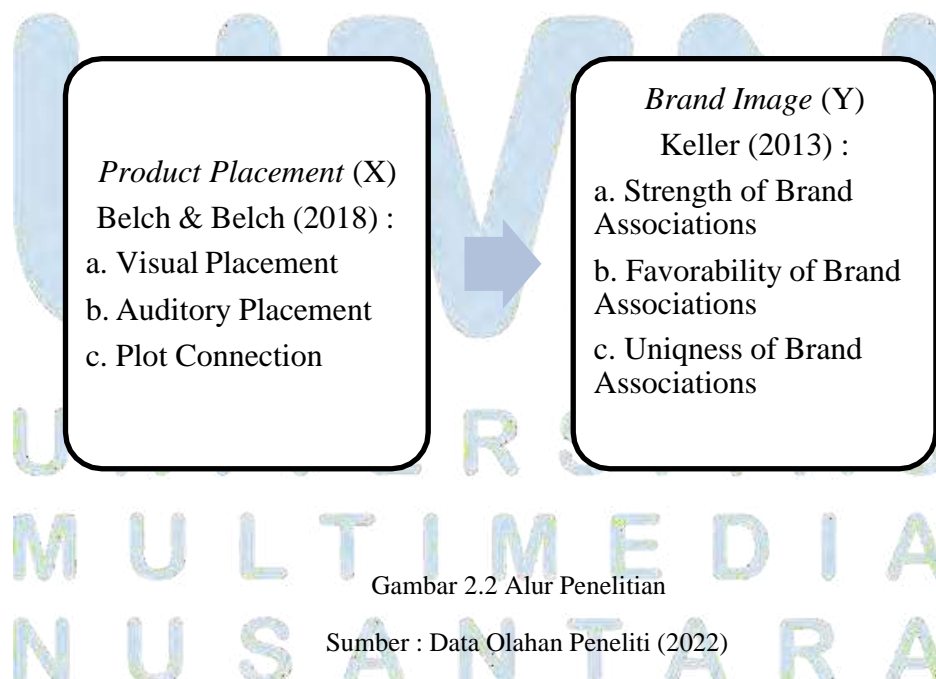 Product Placement (X)
Belch & Belch (2018) :
a. Visual Placement
b. Auditory Placement
c. Plot Connection
Brand Image (Y)
Keller (2013) :
a. Strength of Brand
Associations
b. Favorability of Brand
Associations
c. Uniqness of Brand
Associations
MULTIMEDIA
Gambar 2.2 Alur Penelitian
NUSANTARA
Sumber : Data Olahan Peneliti (2022)